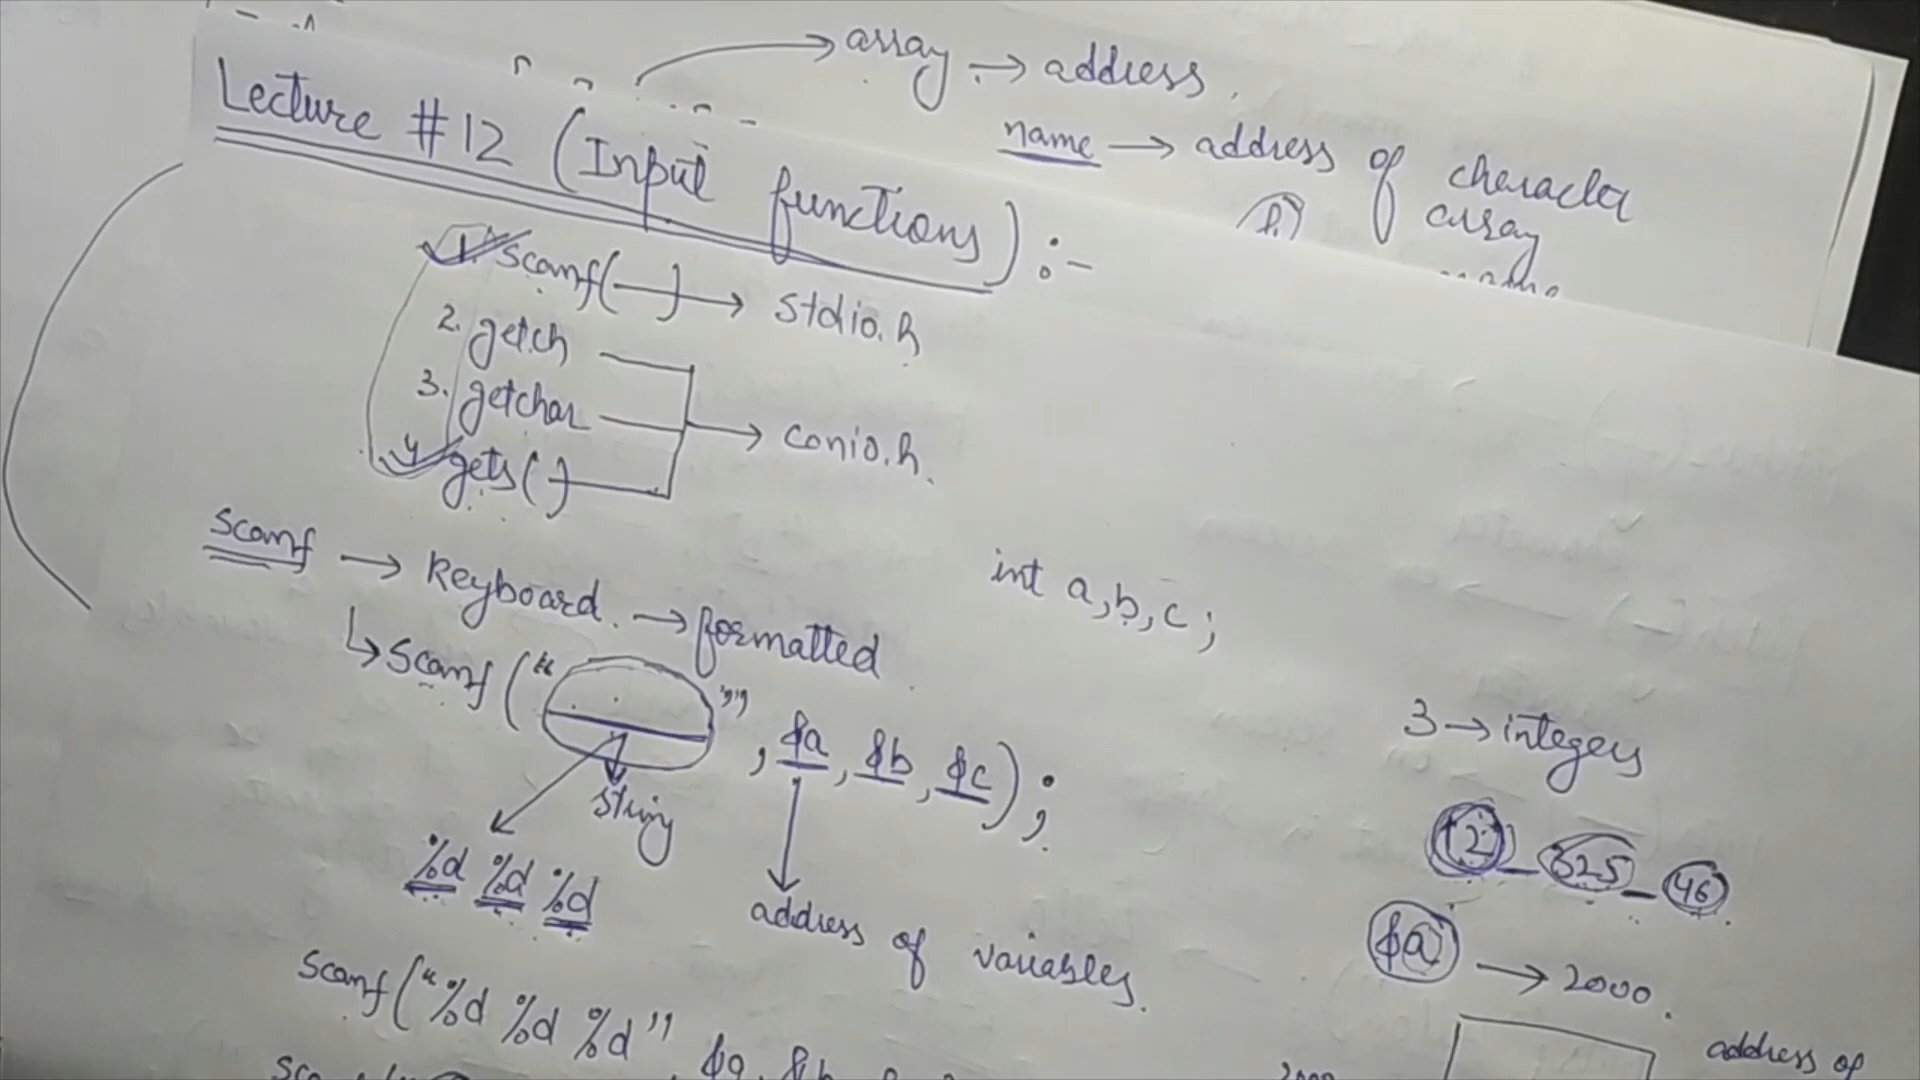 array → address.
name → address of character
array
Lecture #12 (Input functions) :-
1. scanf( — ) → stdio.h
2. getch
3. getchar
→ conio.h.
4. gets( )
scanf → keyboard. → formatted
int a,b,c;
↳ scanf (" ", &a, &b, &c);
string
%d %d %d
address of variables.
3 → integers
12 _ 325 _ 46
&a → 2000.
scanf("%d %d %d"
address of
2000